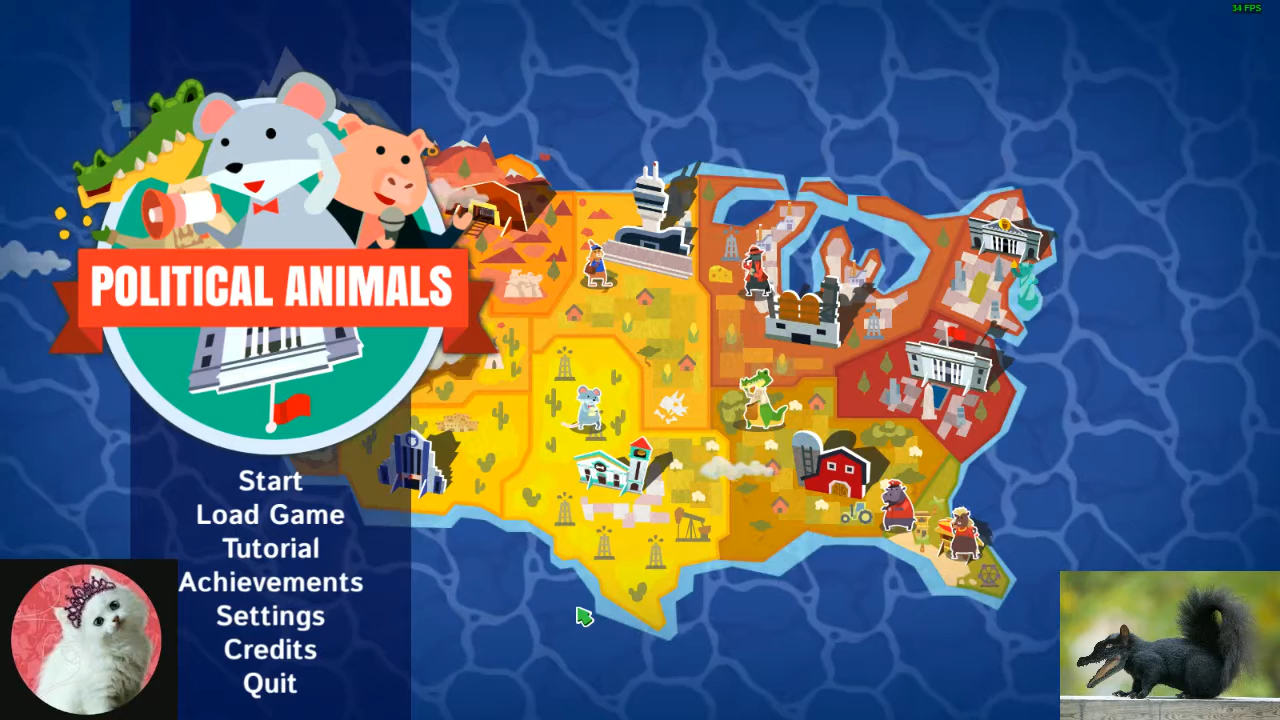 34 FPS
POLITICAL ANIMALS
Start
Load Game
Tutorial
Achievements
Settings
Credits
Quit